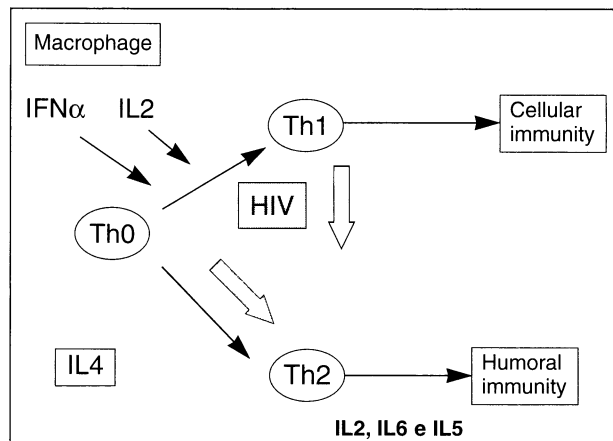 Macrophage
IFNα IL2
Th1
Cellular
immunity
HIV
Th0
IL4
Th2
Humoral
immunity
IL2, IL6 e IL5